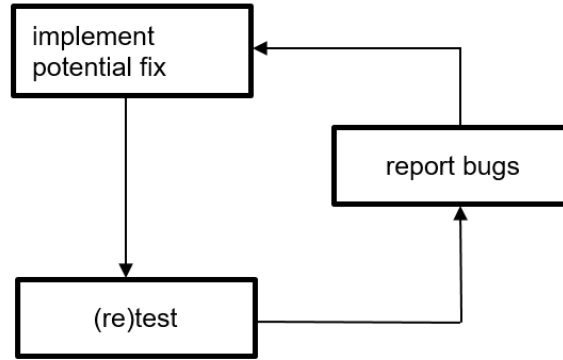 implement
potential fix
report bugs
(re)test